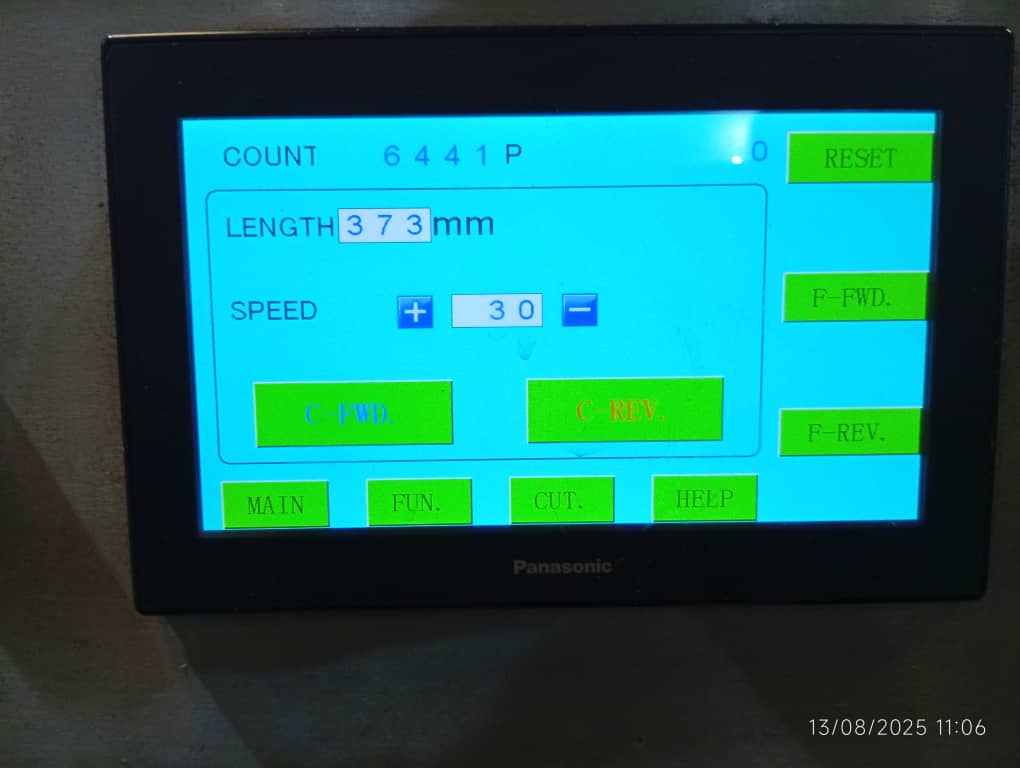 COUNT 6441 P 0 RESET
LENGTH 373 mm
F-FWD.
SPEED + 30 −
C-FWD. C-REV.
F-REV.
MAIN FUN. CUT. HELP
Panasonic
13/08/2025 11:06